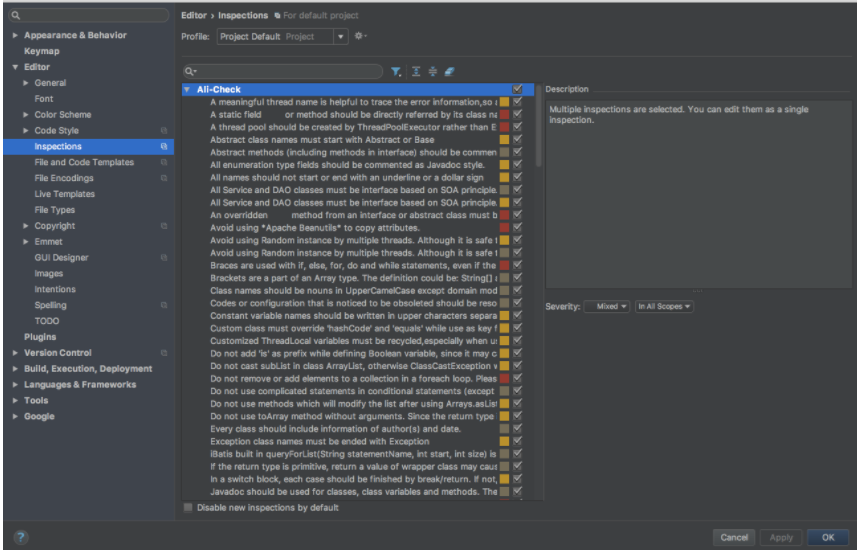 Appearance & Behavior
Keymap
Editor
General
Font
Color Scheme
Code Style
Inspections
File and Code Templates
File Encodings
Live Templates
File Types
Copyright
Emmet
GUI Designer
Images
Intentions
Spelling
TODO
Plugins
Version Control
Build, Execution, Deployment
Languages & Frameworks
Tools
Google
?
Editor › Inspections For default project
Profile: Project Default Project
Ali-Check
A meaningful thread name is helpful to trace the error information,so
A static field or method should be directly referred by its class
A thread pool should be created by ThreadPoolExecutor rather than E
Abstract class names must start with Abstract or Base
Abstract methods (including methods in interface) should be commen
All enumeration type fields should be commented as Javadoc style.
All names should not start or end with an underline or a dollar sign
All Service and DAO classes must be interface based on SOA principle.
All Service and DAO classes must be interface based on SOA principle.
An overridden method from an interface or abstract class must b
Avoid using *Apache Beanutils* to copy attributes.
Avoid using Random instance by multiple threads. Although it is safe t
Avoid using Random instance by multiple threads. Although it is safe t
Braces are used with if, else, for, do and while statements, even if the
Brackets are a part of an Array type. The definition could be: String[]
Class names should be nouns in UpperCamelCase except domain mod
Codes or configuration that is noticed to be obsoleted should be reso
Constant variable names should be written in upper characters separa
Custom class must override 'hashCode' and 'equals' while use as key f
Customized ThreadLocal variables must be recycled,especially when u
Do not add 'is' as prefix while defining Boolean variable, since it may c
Do not cast subList in class ArrayList, otherwise ClassCastException
Do not remove or add elements to a collection in a foreach loop. Pleas
Do not use complicated statements in conditional statements (except
Do not use methods which will modify the list after using Arrays.asList
Do not use toArray method without arguments. Since the return type
Every class should include information of author(s) and date.
Exception class names must be ended with Exception
iBatis built in queryForList(String statementName, int start, int size) is
If the return type is primitive, return a value of wrapper class may caus
In a switch block, each case should be finished by break/return. If not,
Javadoc should be used for classes, class variables and methods. The
Disable new inspections by default
Description
Multiple inspections are selected. You can edit them as a single
inspection.
Severity: Mixed In All Scopes
Cancel Apply OK